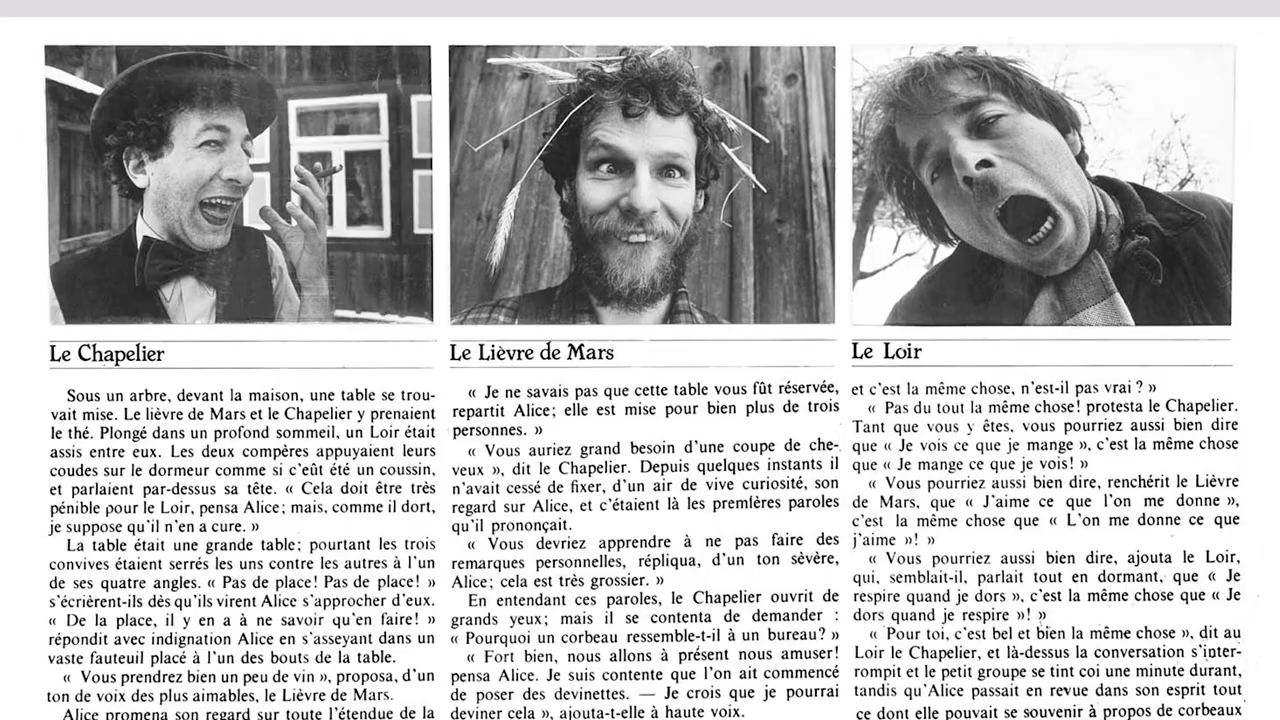 Le Chapelier
Sous un arbre, devant la maison, une table se trou-
vait mise. Le lièvre de Mars et le Chapelier y prenaient
le thé. Plongé dans un profond sommeil, un Loir était
assis entre eux. Les deux compères appuyaient leurs
coudes sur le dormeur comme si c'eût été un coussin,
et parlaient par-dessus sa tête. « Cela doit être très
pénible pour le Loir, pensa Alice; mais, comme il dort,
je suppose qu'il n'en a cure. »
La table était une grande table; pourtant les trois
convives étaient serrés les uns contre les autres à l'un
de ses quatre angles. « Pas de place! Pas de place! »
s'écrièrent-ils dès qu'ils virent Alice s'approcher d'eux.
« De la place, il y en a à ne savoir qu'en faire! »
répondit avec indignation Alice en s'asseyant dans un
vaste fauteuil placé à l'un des bouts de la table.
« Vous prendrez bien un peu de vin », proposa, d'un
ton de voix des plus aimables, le Lièvre de Mars.
Alice promena son regard sur toute l'étendue de la
Le Lièvre de Mars
« Je ne savais pas que cette table vous fût réservée,
repartit Alice; elle est mise pour bien plus de trois
personnes. »
« Vous auriez grand besoin d'une coupe de che-
veux », dit le Chapelier. Depuis quelques instants il
n'avait cessé de fixer, d'un air de vive curiosité, son
regard sur Alice, et c'étaient là les premières paroles
qu'il prononçait.
« Vous devriez apprendre à ne pas faire des
remarques personnelles, répliqua, d'un ton sèvère,
Alice; cela est très grossier. »
En entendant ces paroles, le Chapelier ouvrit de
grands yeux; mais il se contenta de demander :
« Pourquoi un corbeau ressemble-t-il à un bureau? »
« Fort bien, nous allons à présent nous amuser!
pensa Alice. Je suis contente que l'on ait commencé
de poser des devinettes. — Je crois que je pourrai
deviner cela », ajouta-t-elle à haute voix.
Le Loir
et c'est la même chose, n'est-il pas vrai ? »
« Pas du tout la même chose! protesta le Chapelier.
Tant que vous y êtes, vous pourriez aussi bien dire
que « Je vois ce que je mange », c'est la même chose
que « Je mange ce que je vois! »
« Vous pourriez aussi bien dire, renchérit le Lièvre
de Mars, que « J'aime ce que l'on me donne »,
c'est la même chose que « L'on me donne ce que
j'aime »! »
« Vous pourriez aussi bien dire, ajouta le Loir,
qui, semblait-il, parlait tout en dormant, que « Je
respire quand je dors », c'est la même chose que « Je
dors quand je respire »! »
« Pour toi, c'est bel et bien la même chose », dit au
Loir le Chapelier, et là-dessus la conversation s'inter-
rompit et le petit groupe se tint coi une minute durant,
tandis qu'Alice passait en revue dans son esprit tout
ce dont elle pouvait se souvenir à propos de corbeaux